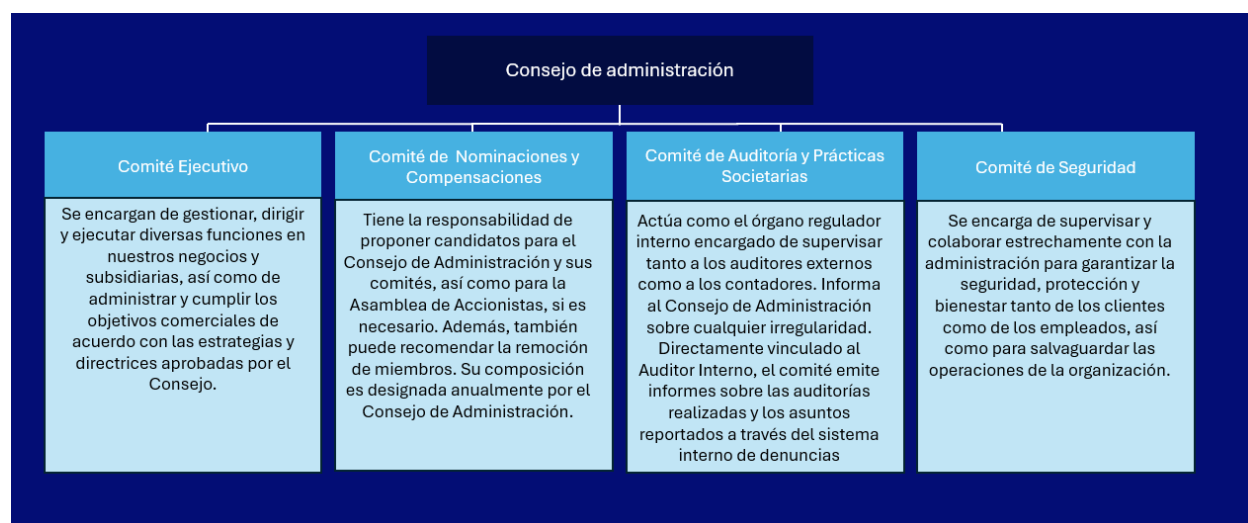 Consejo de administración
Comité Ejecutivo
Se encargan de gestionar, dirigir
y ejecutar diversas funciones en
nuestros negocios y
subsidiarias, así como de
administrar y cumplir los
objetivos comerciales de
acuerdo con las estrategias y
directrices aprobadas por el
Consejo.
Comité de Nominaciones y
Compensaciones
Tiene la responsabilidad de
proponer candidatos para el
Consejo de Administración y sus
comités, así como para la
Asamblea de Accionistas, si es
necesario. Además, también
puede recomendar la remoción
de miembros. Su composición
es designada anualmente por el
Consejo de Administración.
Comité de Auditoría y Prácticas
Societarias
Actúa como el órgano regulador
interno encargado de supervisar
tanto a los auditores externos
como a los contadores. Informa
al Consejo de Administración
sobre cualquier irregularidad.
Directamente vinculado al
Auditor Interno, el comité emite
informes sobre las auditorías
realizadas y los asuntos
reportados a través del sistema
interno de denuncias
Comité de Seguridad
Se encarga de supervisar y
colaborar estrechamente con la
administración para garantizar la
seguridad, protección y
bienestar tanto de los clientes
como de los empleados, así
como para salvaguardar las
operaciones de la organización.